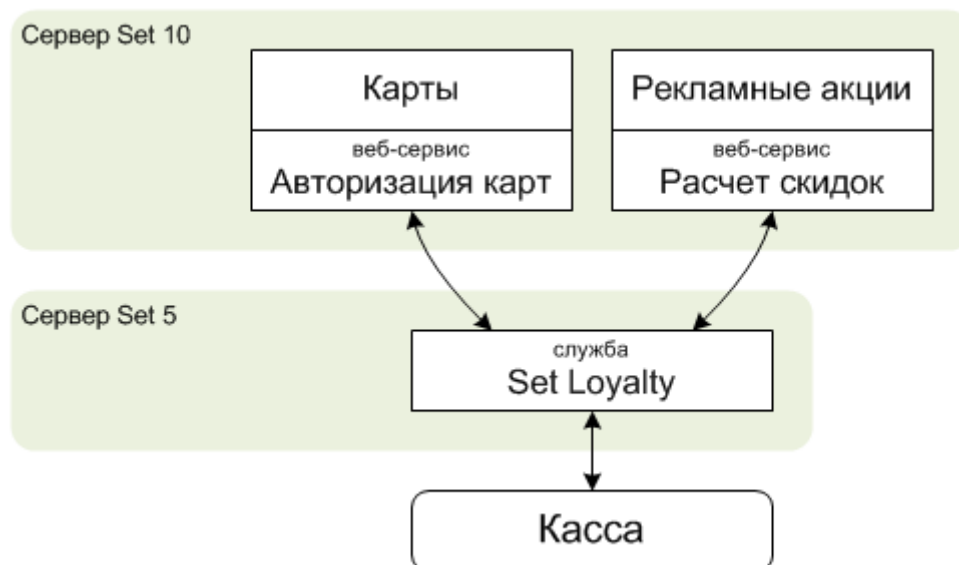 Сервер Set 10
Карты
Рекламные акции
веб-сервис
Авторизация карт
веб-сервис
Расчет скидок
Сервер Set 5
служба
Set Loyalty
Касса